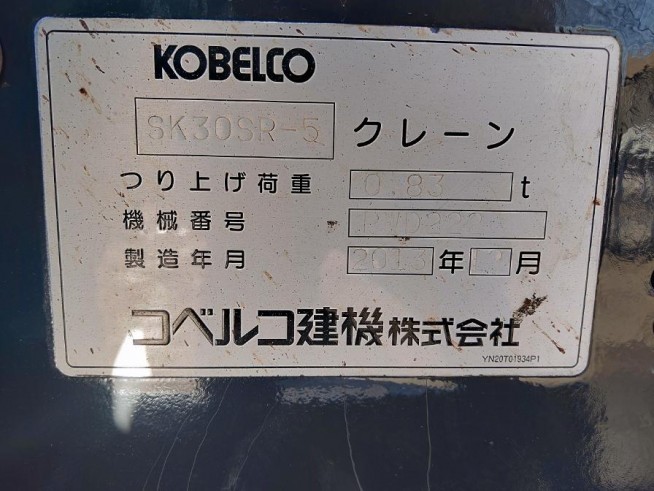 KOBELCO
SK30SR-5 クレーン
つり上げ荷重 0.83 t
機械番号
製造年月 2013 年 月
コベルコ建機株式会社
YN20T01934P1